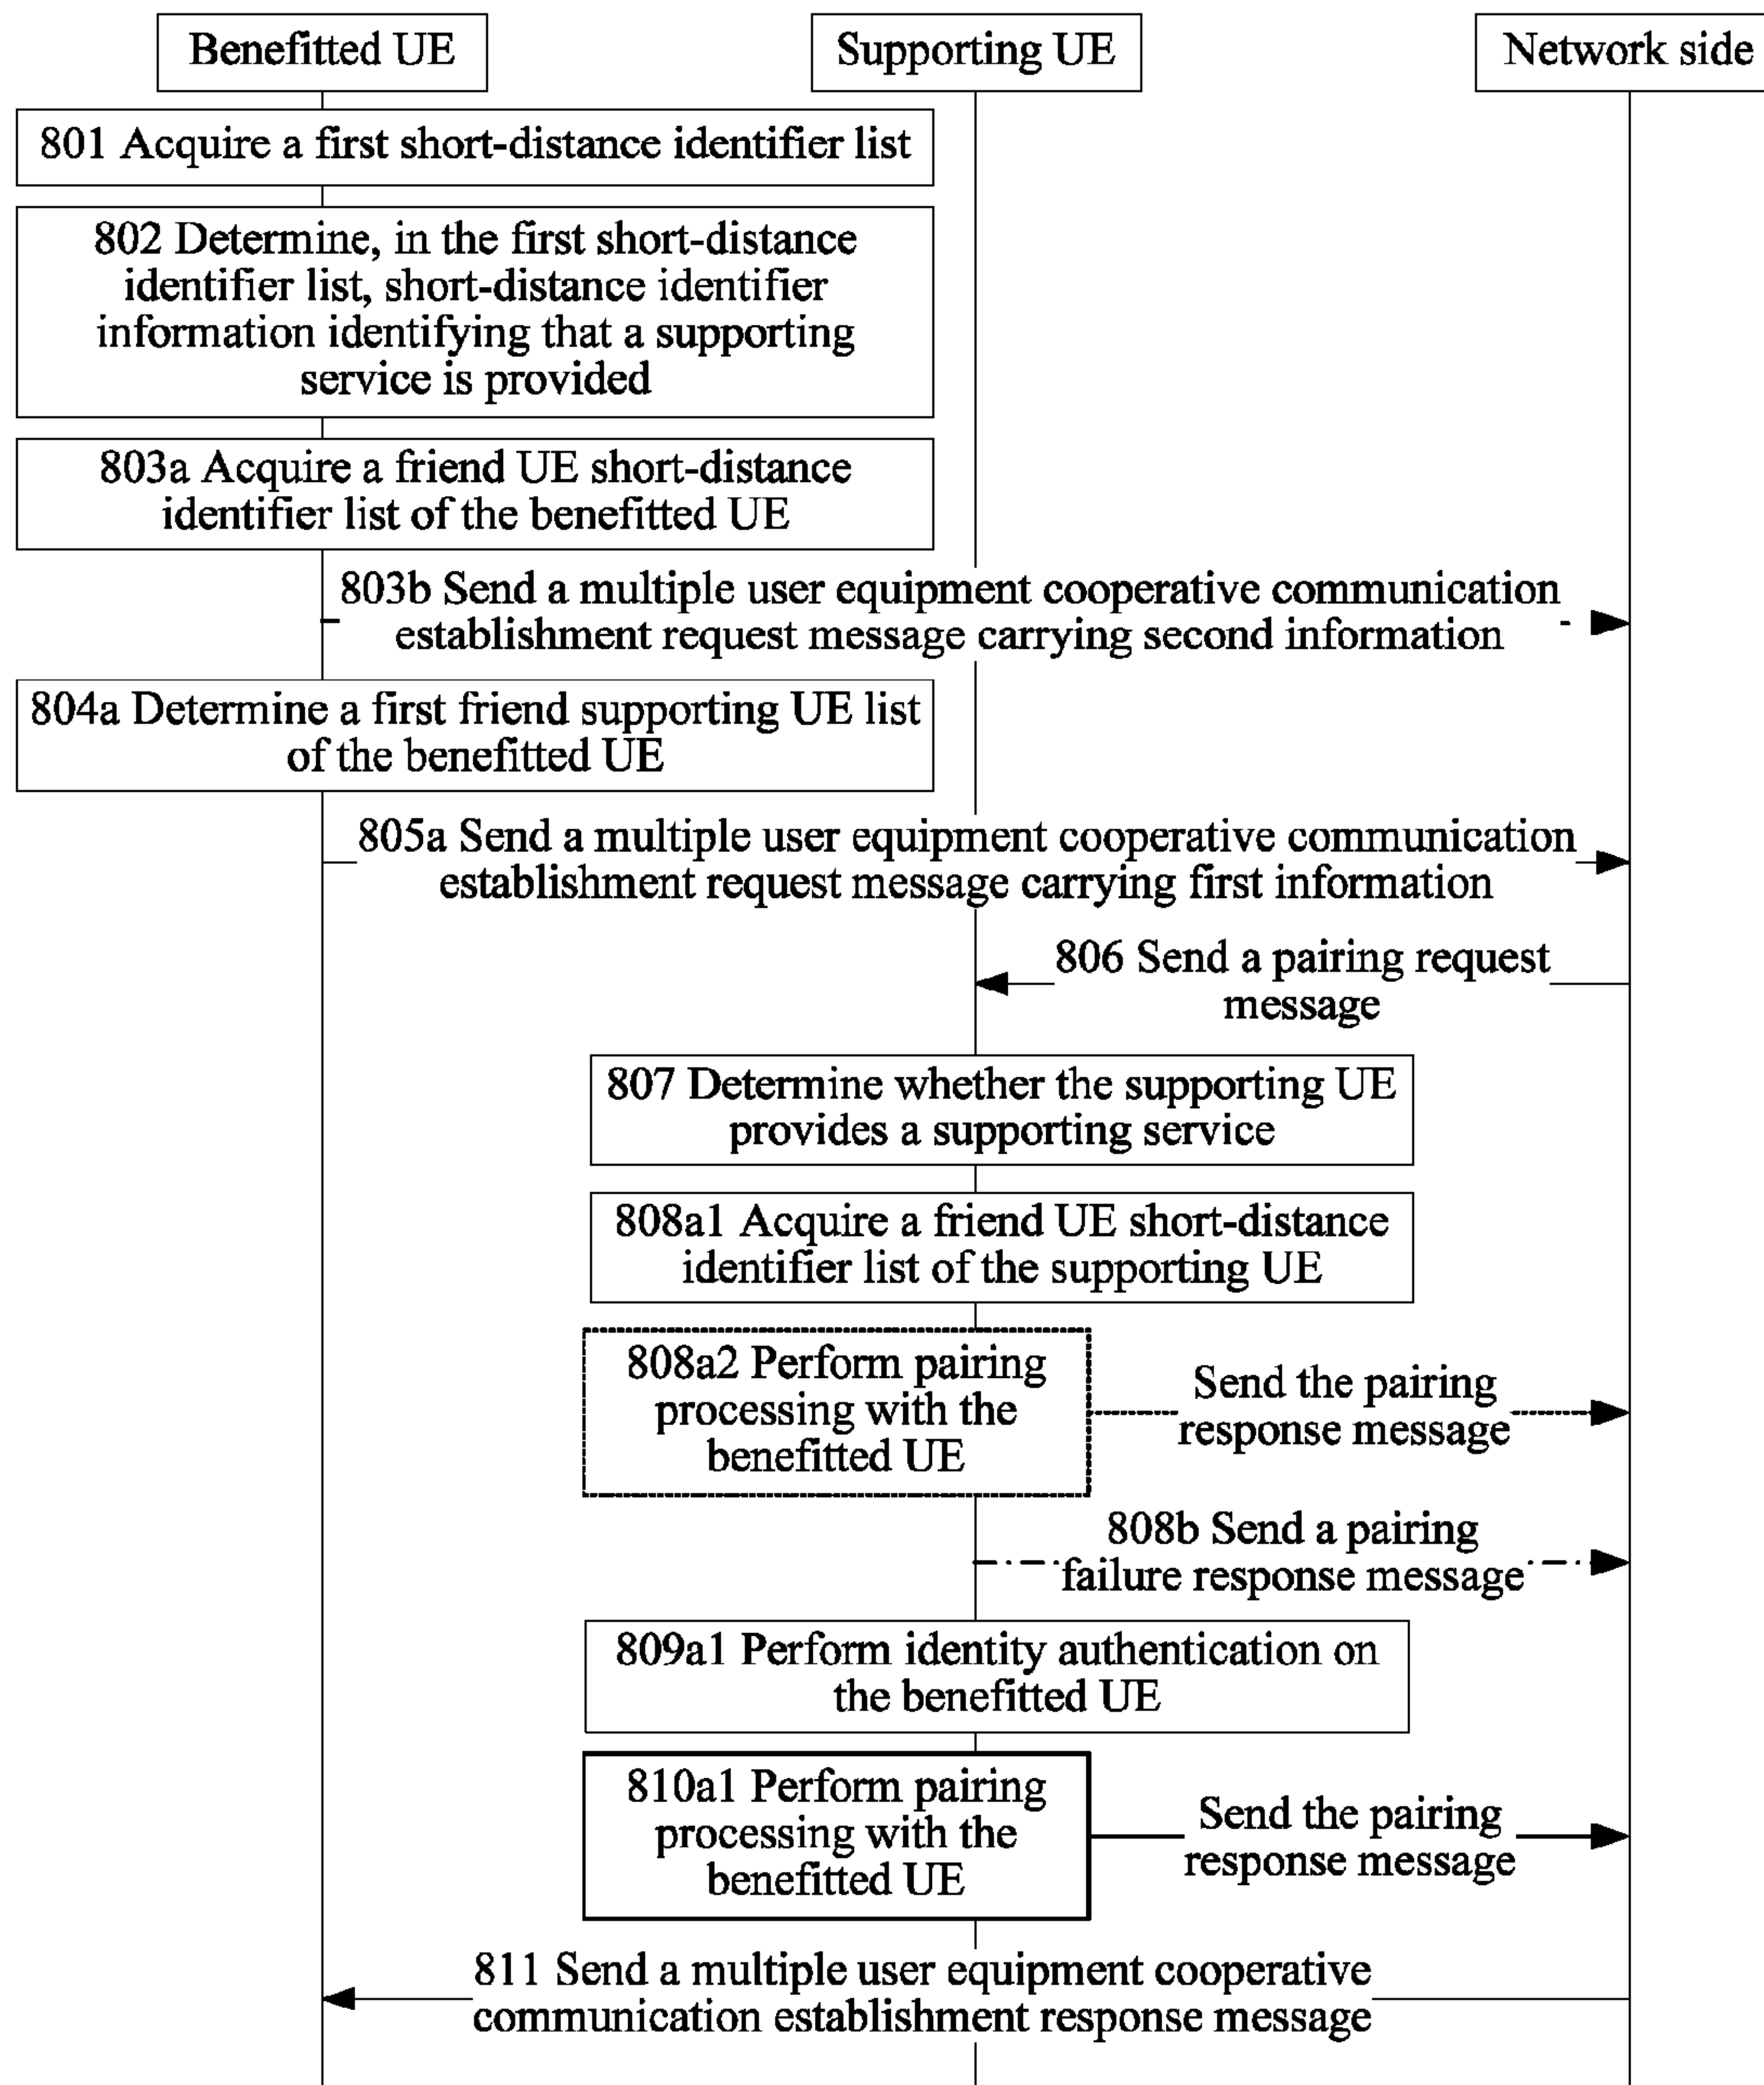 Benefitted UE
Supporting UE
Network side
801 Acquire a first short-distance identifier list
802 Determine, in the first short-distance
identifier list, short-distance identifier
information identifying that a supporting
service is provided
803a Acquire a friend UE short-distance
identifier list of the benefitted UE
803b Send a multiple user equipment cooperative communication
establishment request message carrying second information
804a Determine a first friend supporting UE list
of the benefitted UE
805a Send a multiple user equipment cooperative communication
establishment request message carrying first information
806 Send a pairing request
message
807 Determine whether the supporting UE
provides a supporting service
808a1 Acquire a friend UE short-distance
identifier list of the supporting UE
808a2 Perform pairing
processing with the
benefitted UE
Send the pairing
response message
808b Send a pairing
failure response message
809a1 Perform identity authentication on
the benefitted UE
810a1 Perform pairing
processing with the
benefitted UE
Send the pairing
response message
811 Send a multiple user equipment cooperative
communication establishment response message